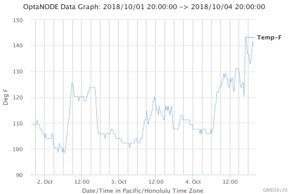 OptaNODE Data Graph: 2018/10/01 20:00:00 -> 2018/10/04 20:00:00
150
140
130
120
110
100
90
Deg F
Temp-F
2. Oct
12:00
3. Oct
12:00
4. Oct
12:00
Date/Time in Pacific/Honolulu Time Zone